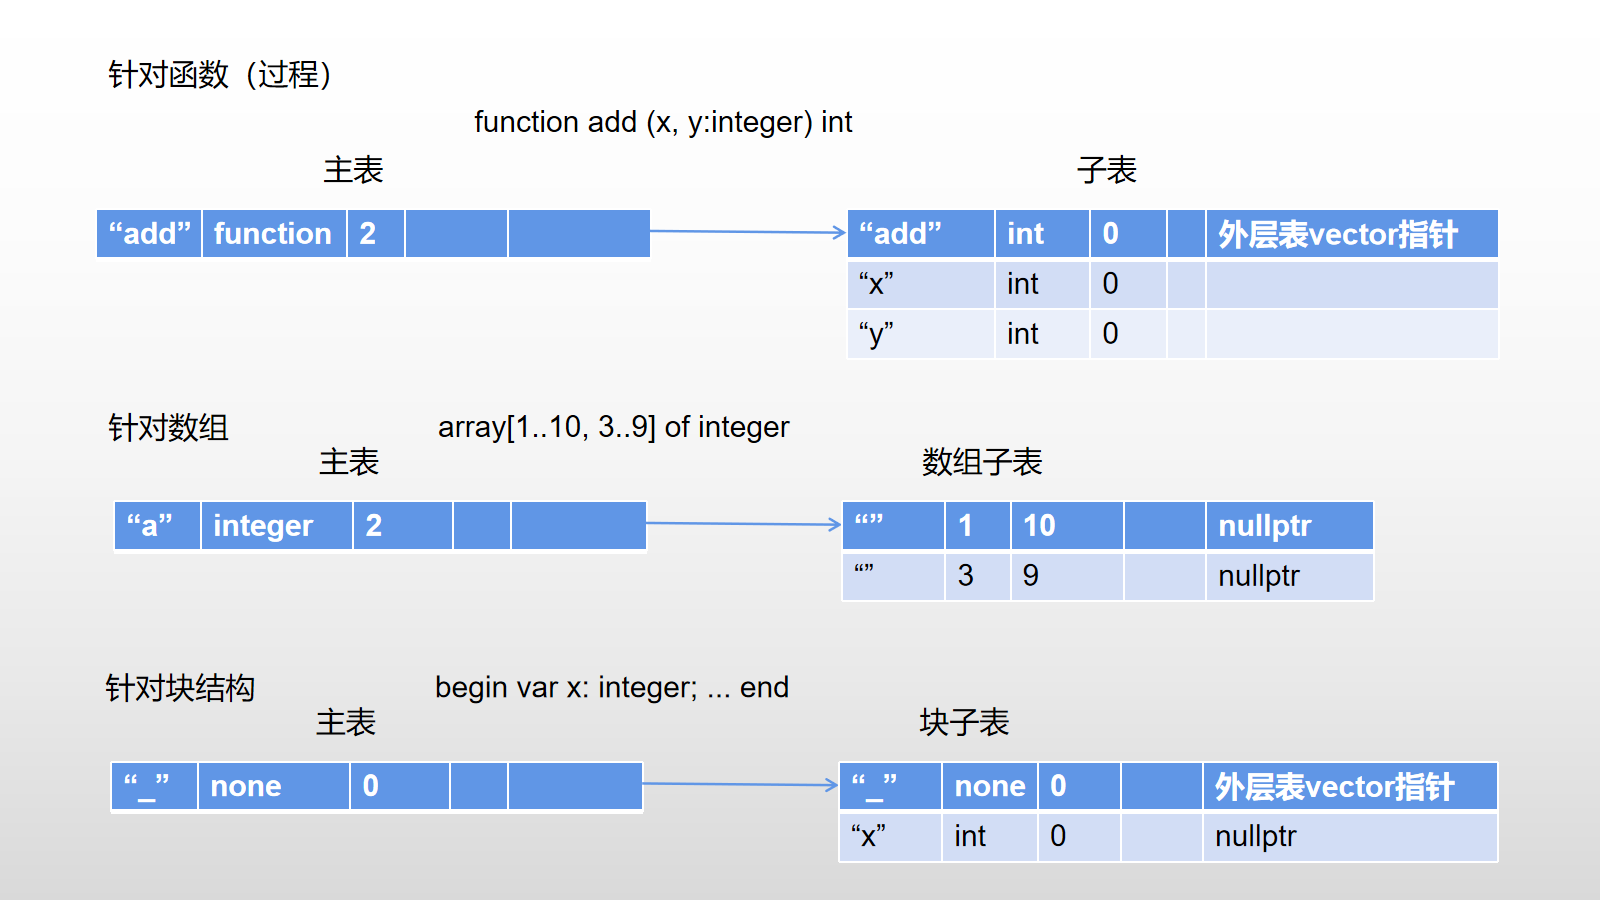 针对函数（过程）
function add (x, y:integer) int
主表 子表
“add” function 2
“add” int 0 外层表vector指针
“x” int 0
“y” int 0
针对数组 array[1..10, 3..9] of integer
主表 数组子表
“a” integer 2
“” 1 10 nullptr
“” 3 9 nullptr
针对块结构 begin var x: integer; ... end
主表 块子表
“_” none 0
“_” none 0 外层表vector指针
“x” int 0 nullptr